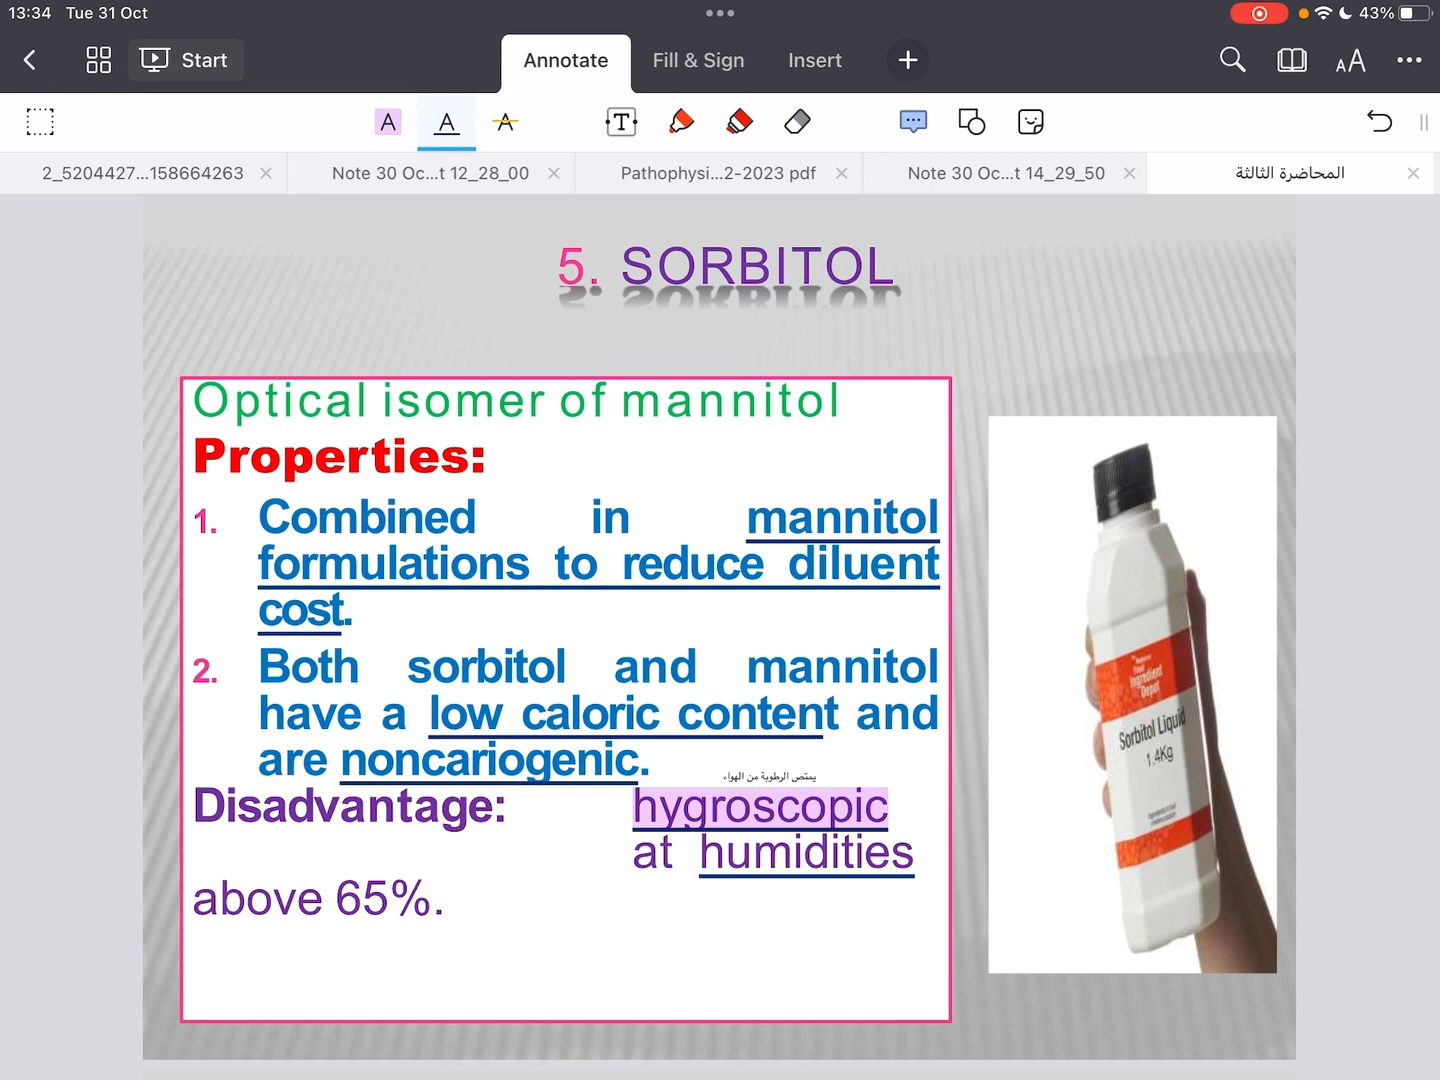 13:34 Tue 31 Oct
43%
Start
Annotate
Fill & Sign
Insert
2_5204427...158664263
Note 30 Oc...t 12_28_00
Pathophysi...2-2023 pdf
Note 30 Oc...t 14_29_50
المحاضرة الثالثة
5. SORBITOL
Optical isomer of mannitol
Properties:
1. Combined in mannitol
formulations to reduce diluent
cost.
2. Both sorbitol and mannitol
have a low caloric content and
are noncariogenic.
يمتص الرطوبة من الهواء
Disadvantage: hygroscopic
at humidities
above 65%.
Food
Ingredient
Depot
Sorbitol Liquid
1.4Kg